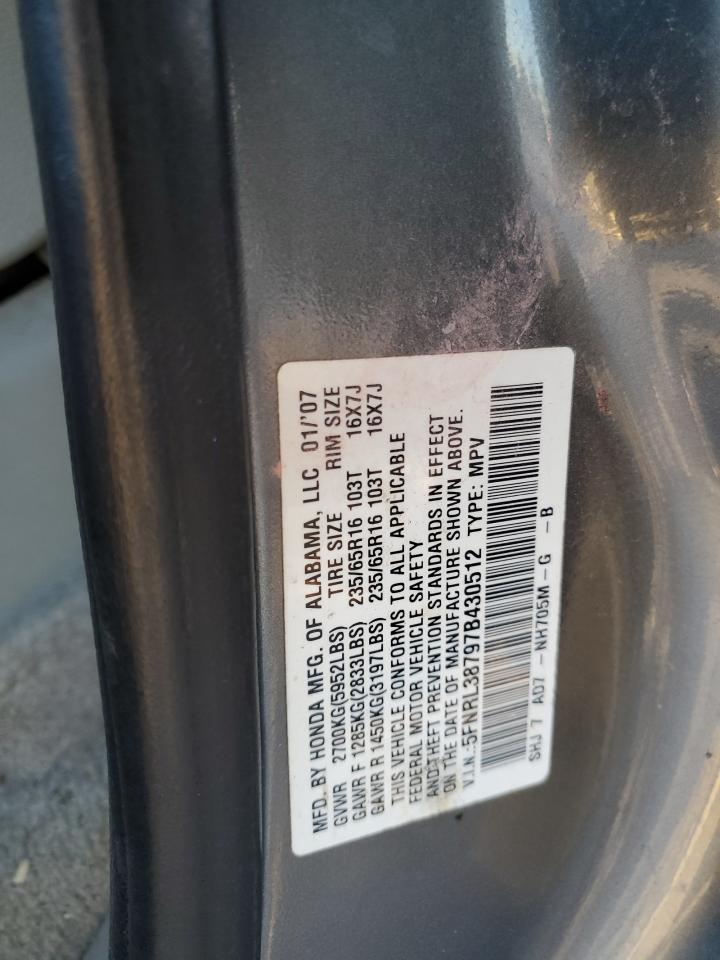 MFD. BY HONDA MFG. OF ALABAMA, LLC 01/'07
GVWR 2700KG(5952LBS) TIRE SIZE RIM SIZE
GAWR F 1285KG(2833LBS) 235/65R16 103T 16X7J
GAWR R 1450KG(3197LBS) 235/65R16 103T 16X7J
THIS VEHICLE CONFORMS TO ALL APPLICABLE
FEDERAL MOTOR VEHICLE SAFETY
AND THEFT PREVENTION STANDARDS IN EFFECT
ON THE DATE OF MANUFACTURE SHOWN ABOVE.
V.I.N.:5FNRL38797B430512 TYPE: MPV
SHJ 7 AD7 - NH705M - G - B